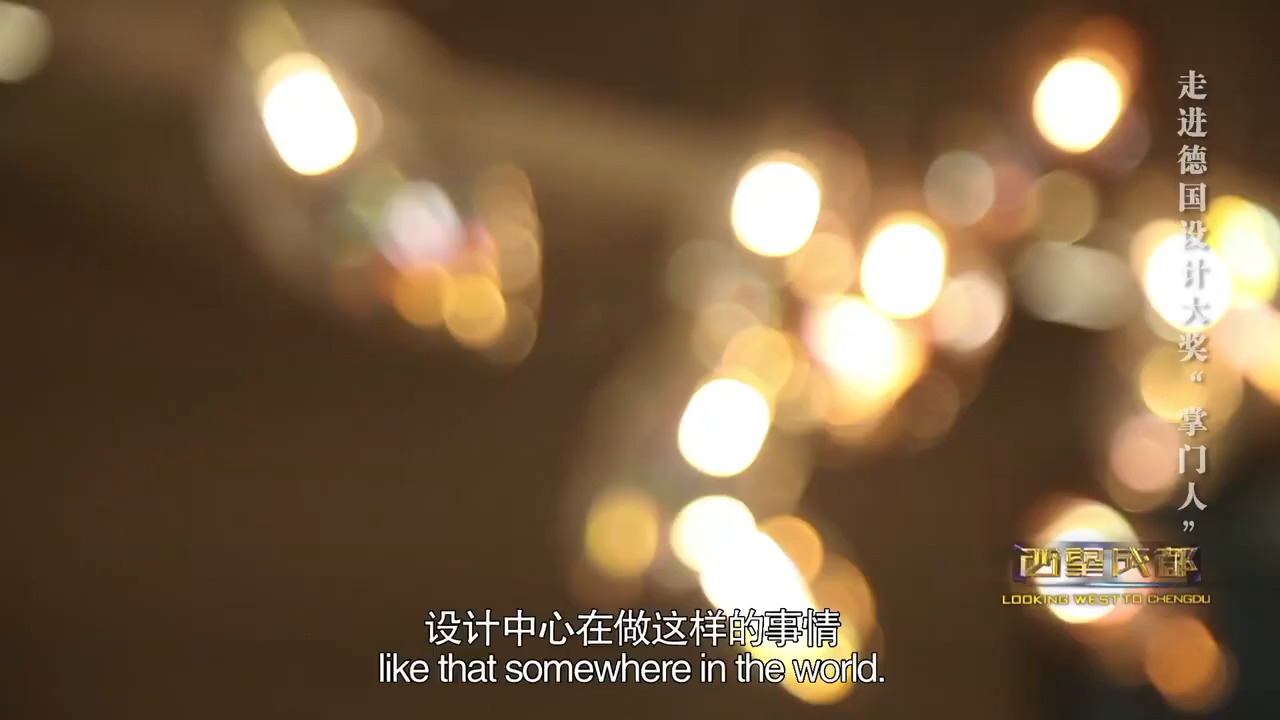 走进德国设计大奖“掌门人”
西望成都
LOOKING WEST TO CHENGDU
设计中心在做这样的事情
like that somewhere in the world.